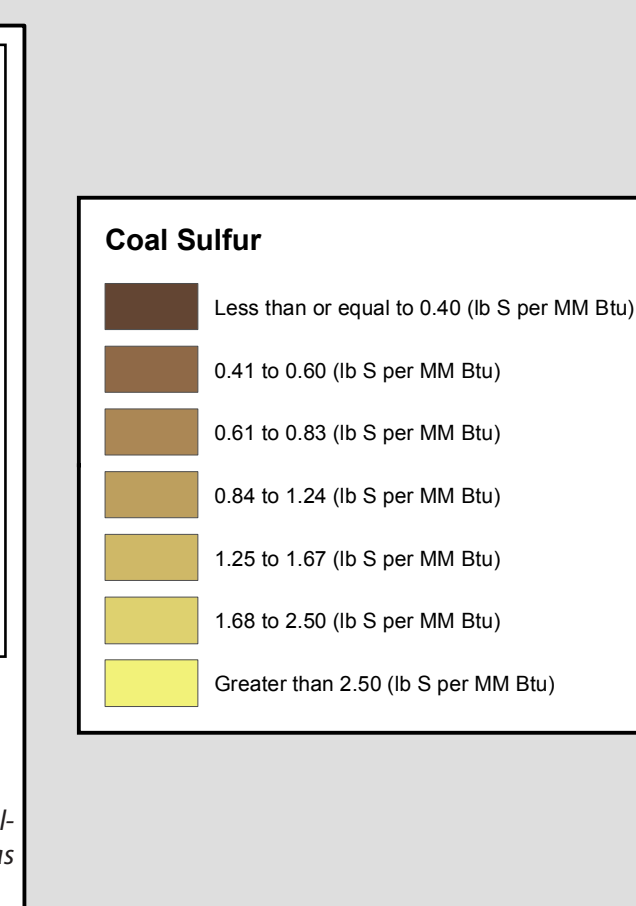 Coal Sulfur
Less than or equal to 0.40 (lb S per MM Btu)
0.41 to 0.60 (lb S per MM Btu)
0.61 to 0.83 (lb S per MM Btu)
0.84 to 1.24 (lb S per MM Btu)
1.25 to 1.67 (lb S per MM Btu)
1.68 to 2.50 (lb S per MM Btu)
Greater than 2.50 (lb S per MM Btu)